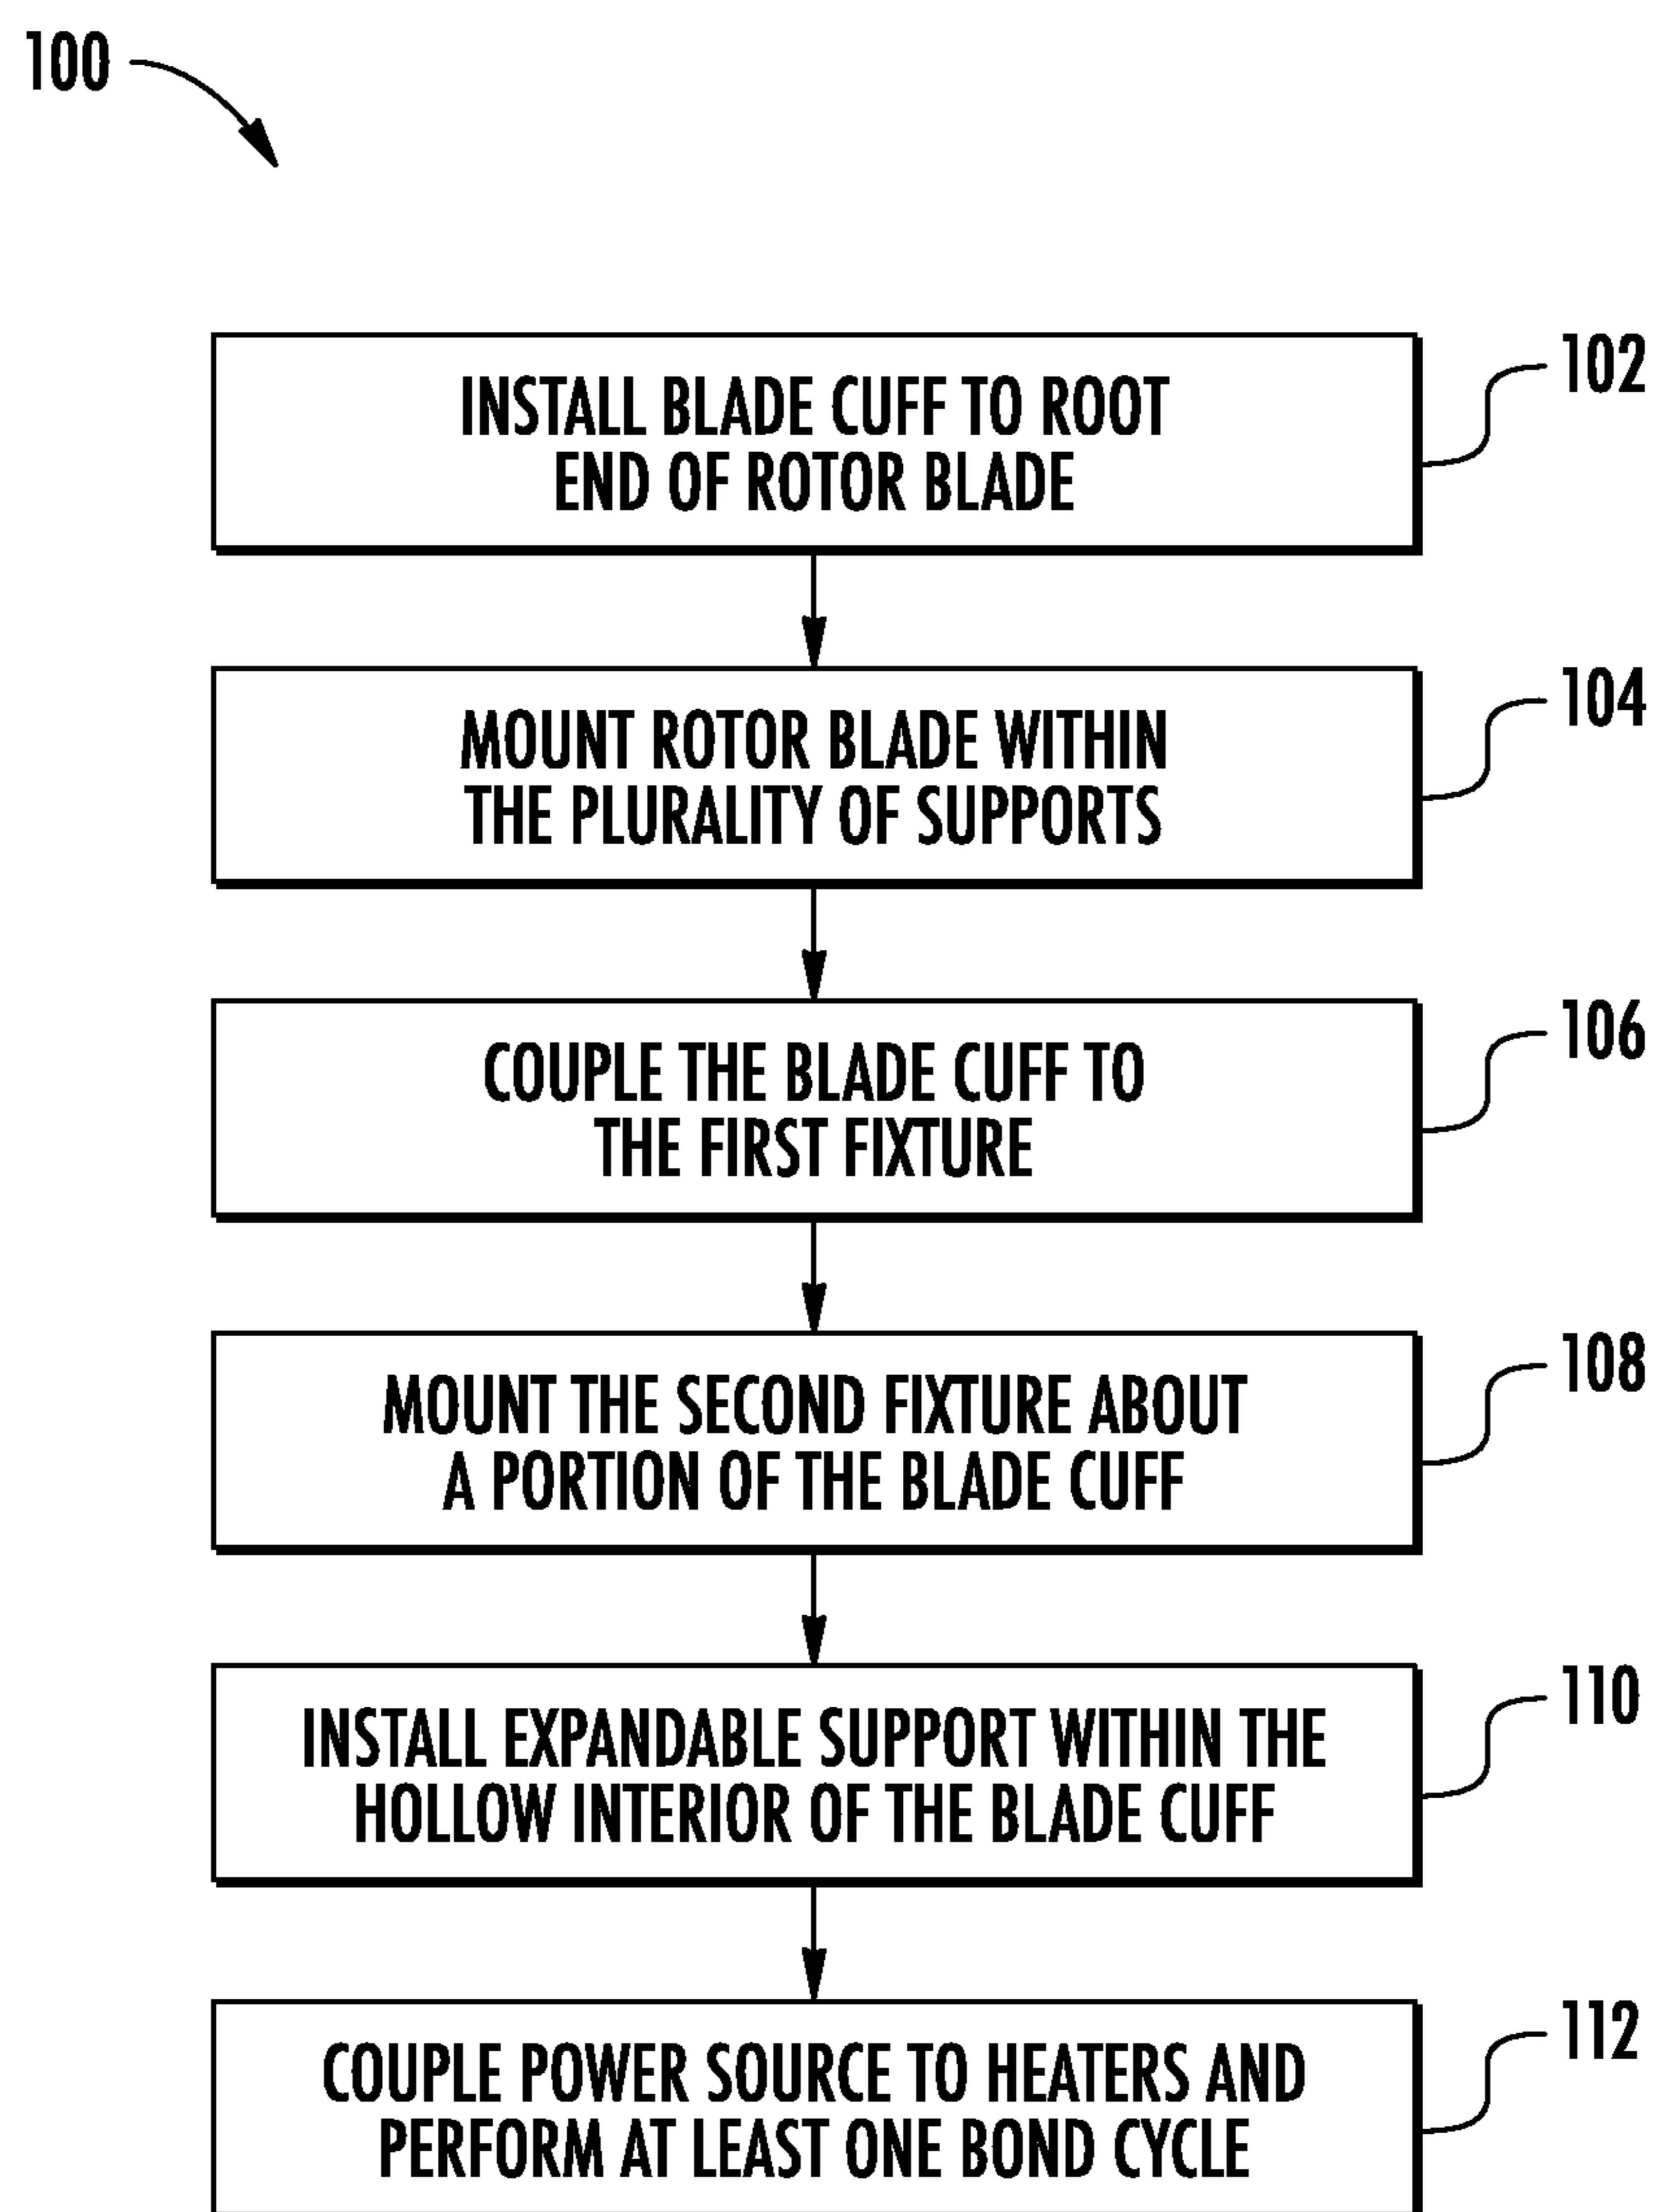 100
INSTALL BLADE CUFF TO ROOT
END OF ROTOR BLADE
102
MOUNT ROTOR BLADE WITHIN
THE PLURALITY OF SUPPORTS
104
COUPLE THE BLADE CUFF TO
THE FIRST FIXTURE
106
MOUNT THE SECOND FIXTURE ABOUT
A PORTION OF THE BLADE CUFF
108
INSTALL EXPANDABLE SUPPORT WITHIN THE
HOLLOW INTERIOR OF THE BLADE CUFF
110
COUPLE POWER SOURCE TO HEATERS AND
PERFORM AT LEAST ONE BOND CYCLE
112